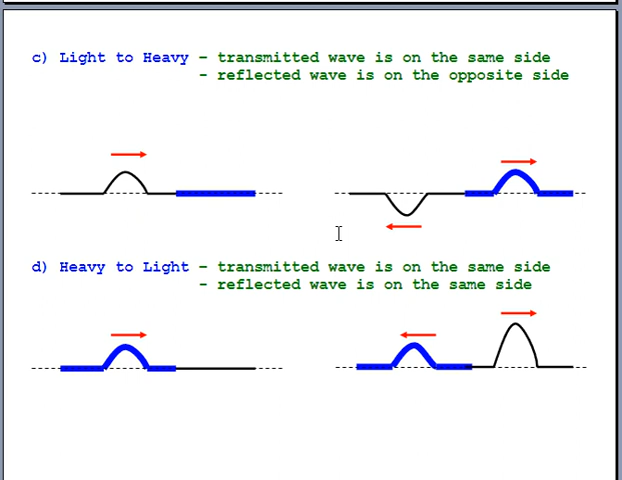 c) Light to Heavy – transmitted wave is on the same side
– reflected wave is on the opposite side
d) Heavy to Light – transmitted wave is on the same side
– reflected wave is on the same side